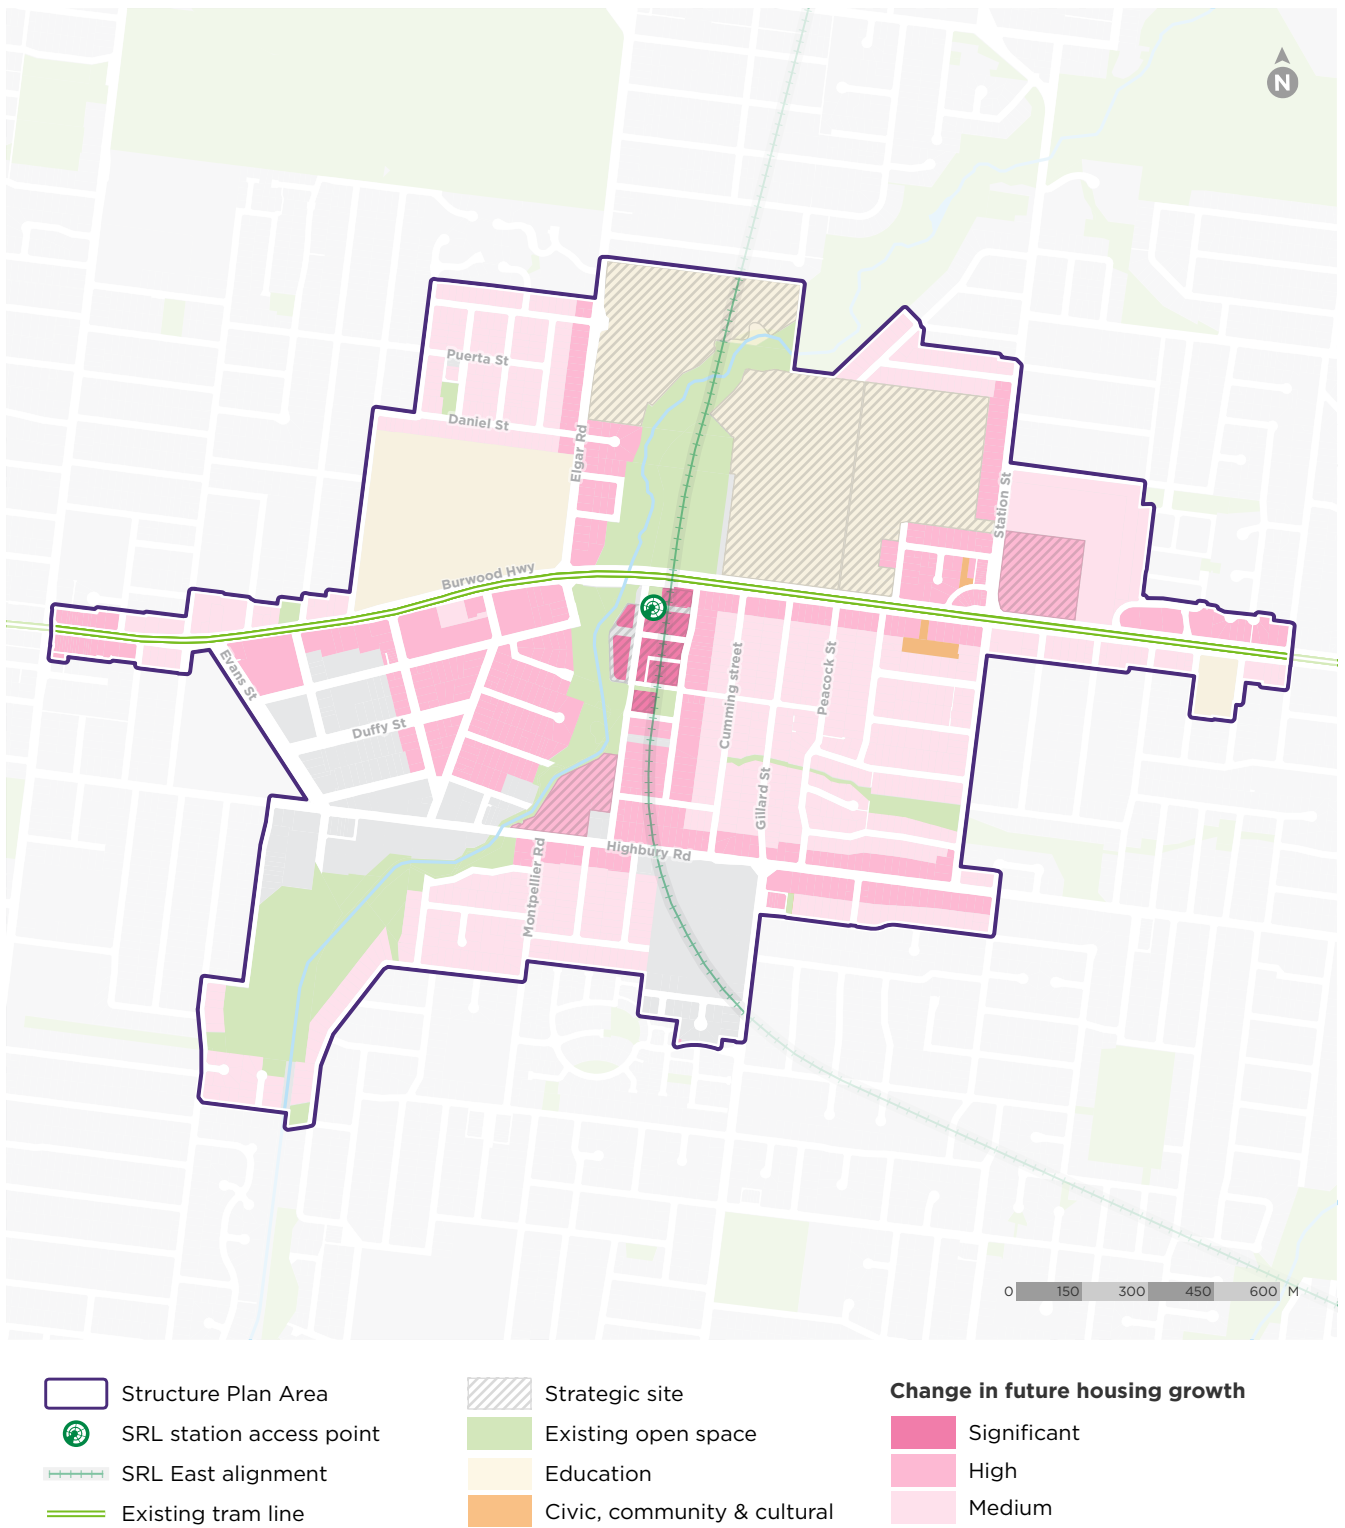 N
Puerta St
Daniel St
Elgar Rd
Station St
Burwood Hwy
Evans St
Duffy St
Cumming street
Peacock St
Gillard St
Highbury Rd
Montpellier Rd
0 150 300 450 600 M
Structure Plan Area
SRL station access point
SRL East alignment
Existing tram line
Strategic site
Existing open space
Education
Civic, community & cultural
Change in future housing growth
Significant
High
Medium